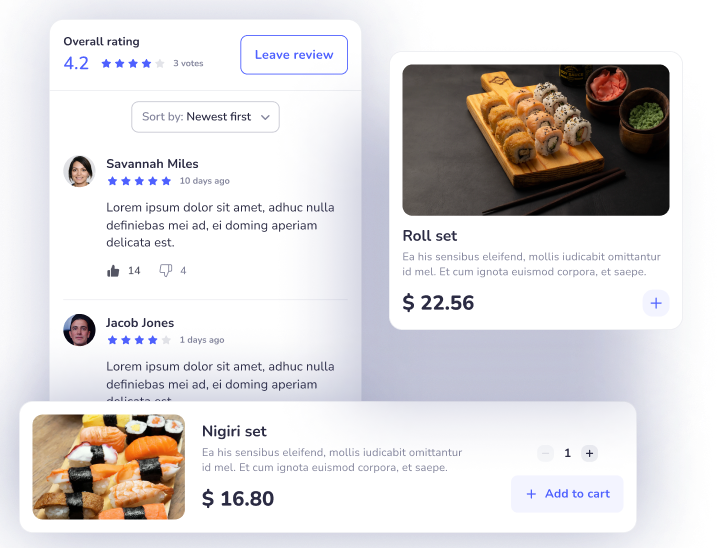 Overall rating
4.2
3 votes
Leave review
Sort by: Newest first
Savannah Miles
10 days ago
Lorem ipsum dolor sit amet, adhuc nulla
definiebas mei ad, ei doming aperiam
delicata est.
14
4
Jacob Jones
1 days ago
Lorem ipsum dolor sit amet, adhuc nulla
definiebas mei ad, ei doming aperiam
delicata est.
Roll set
Ea his sensibus eleifend, mollis iudicabit omittantur
id mel. Et cum ignota euismod corpora, et saepe.
$ 22.56
+
Nigiri set
Ea his sensibus eleifend, mollis iudicabit omittantur
id mel. Et cum ignota euismod corpora, et saepe.
$ 16.80
− 1 +
+ Add to cart